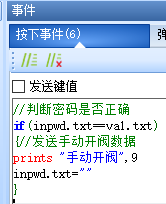 事件
按下事件(6)
弹
发送键值
//判断密码是否正确
if(inpwd.txt==val.txt)
{//发送手动开阀数据
prints "手动开阀",9
inpwd.txt=""
}